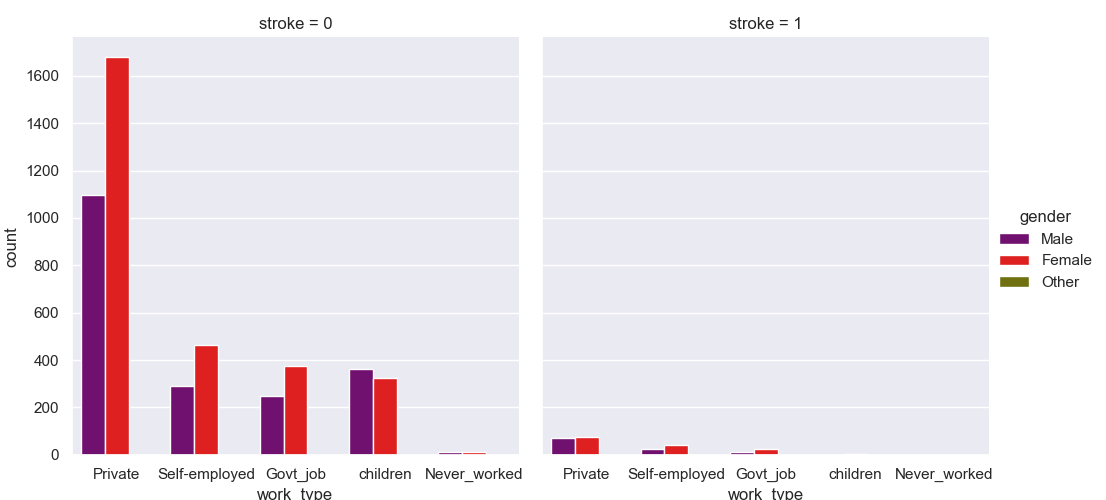 stroke = 0
stroke = 1
1600
1400
1200
1000
800
600
400
200
0
count
Private Self-employed Govt_job children Never_worked
work_type
Private Self-employed Govt_job children Never_worked
work_type
gender
Male
Female
Other